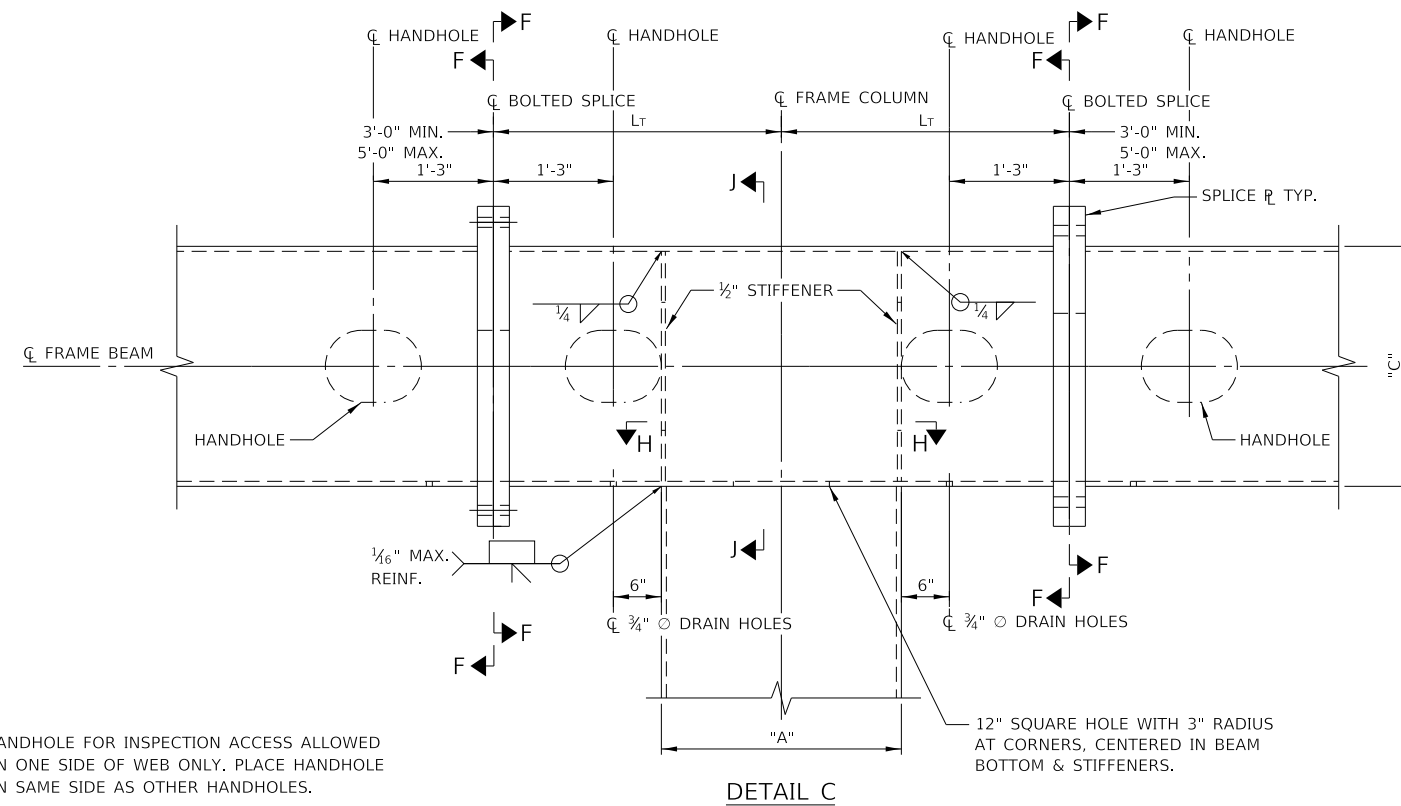 F F
℄ HANDHOLE ℄ HANDHOLE ℄ HANDHOLE ℄ HANDHOLE
F F
℄ BOLTED SPLICE ℄ FRAME COLUMN ℄ BOLTED SPLICE
LT LT
3'-0" MIN. 3'-0" MIN.
5'-0" MAX. 5'-0" MAX.
1'-3" 1'-3" 1'-3" 1'-3"
J
SPLICE ⅊ TYP.
½" STIFFENER
¼ ¼
℄ FRAME BEAM
"C"
HANDHOLE H H HANDHOLE
J
1/16" MAX.
REINF.
F
6" 6"
F
℄ ¾" ∅ DRAIN HOLES ℄ ¾" ∅ DRAIN HOLES
F
F
"A"
12" SQUARE HOLE WITH 3" RADIUS
AT CORNERS, CENTERED IN BEAM
BOTTOM & STIFFENERS.
ANDHOLE FOR INSPECTION ACCESS ALLOWED
N ONE SIDE OF WEB ONLY. PLACE HANDHOLE
N SAME SIDE AS OTHER HANDHOLES.
DETAIL C